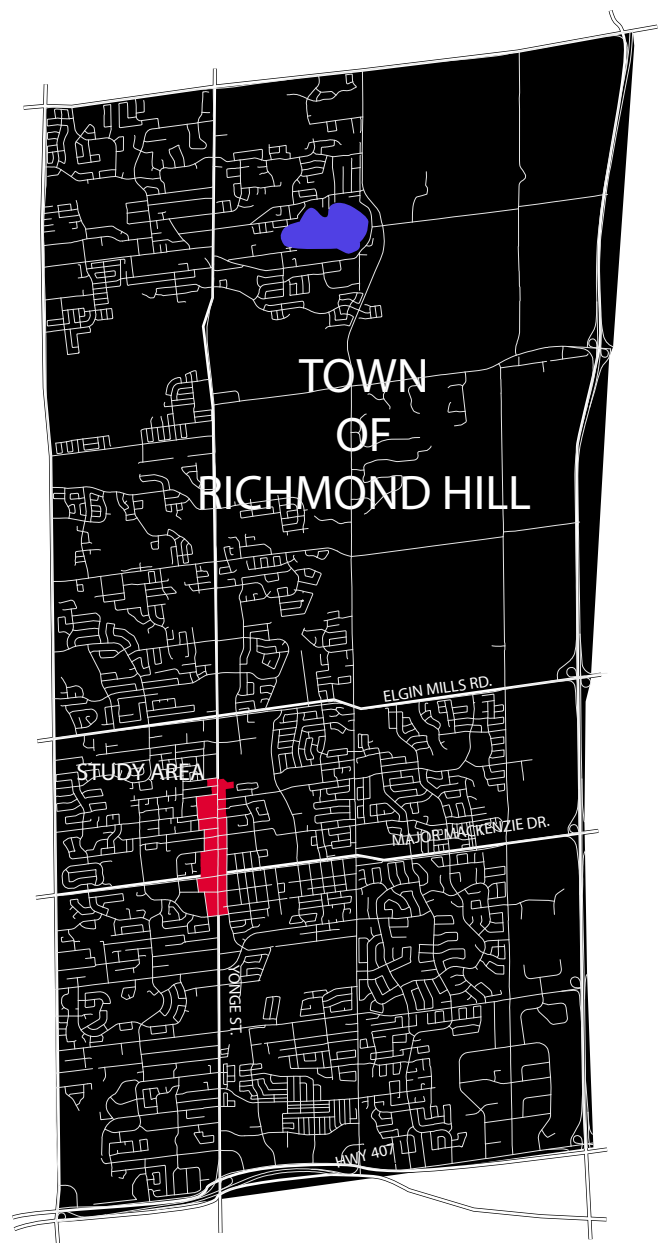 TOWN
OF
RICHMOND HILL
ELGIN MILLS RD.
STUDY AREA
MAJOR MACKENZIE DR.
YONGE ST.
HWY 407